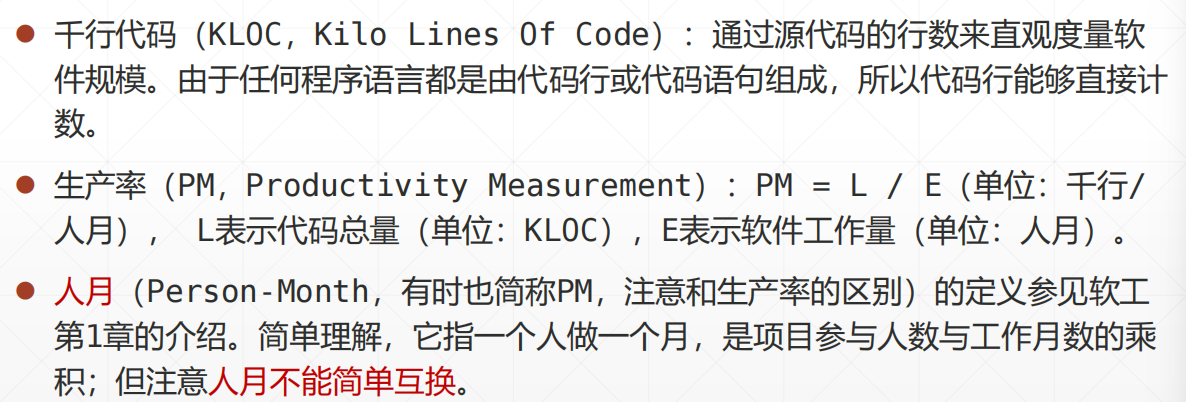 ● 千行代码（KLOC，Kilo Lines Of Code）：通过源代码的行数来直观度量软
件规模。由于任何程序语言都是由代码行或代码语句组成，所以代码行能够直接计
数。
● 生产率（PM，Productivity Measurement）：PM = L / E（单位：千行/
人月）， L表示代码总量（单位：KLOC），E表示软件工作量（单位：人月）。
● 人月（Person-Month，有时也简称PM，注意和生产率的区别）的定义参见软工
第1章的介绍。简单理解，它指一个人做一个月，是项目参与人数与工作月数的乘
积；但注意人月不能简单互换。